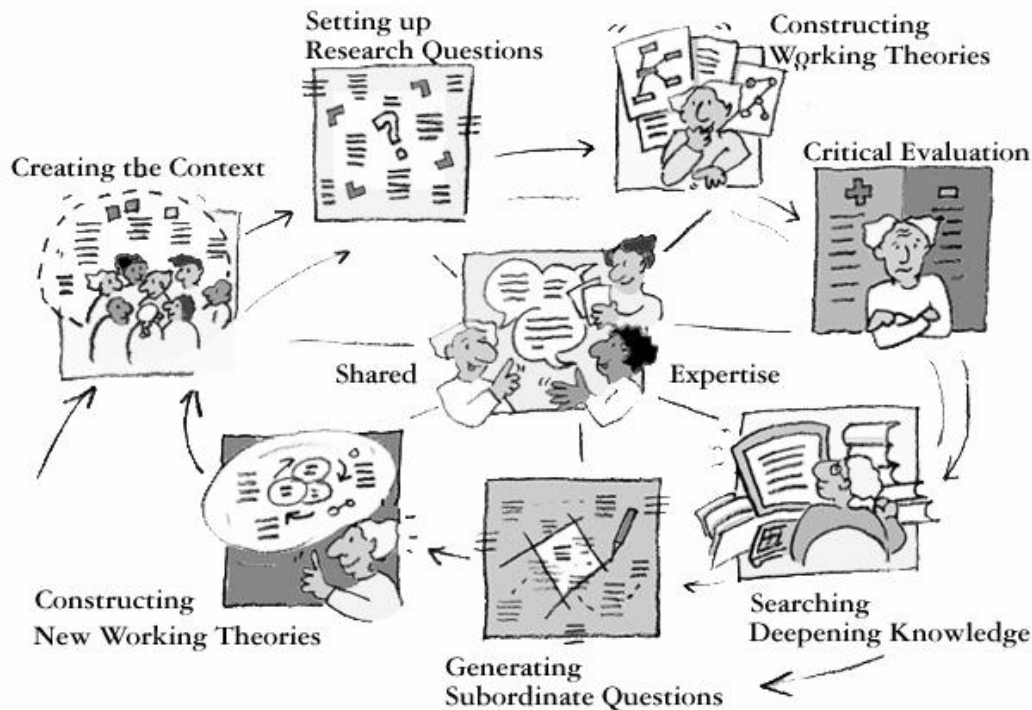 Setting up
Research Questions
Constructing
Working Theories
Creating the Context
Critical Evaluation
Shared
Expertise
Searching
Deepening Knowledge
Generating
Subordinate Questions
Constructing
New Working Theories